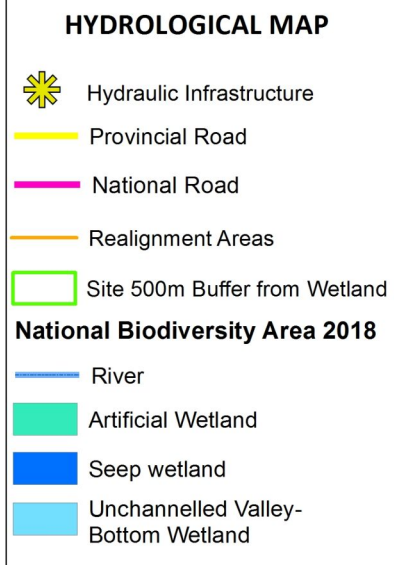 HYDROLOGICAL MAP
Hydraulic Infrastructure
Provincial Road
National Road
Realignment Areas
Site 500m Buffer from Wetland
National Biodiversity Area 2018
River
Artificial Wetland
Seep wetland
Unchannelled Valley-
Bottom Wetland